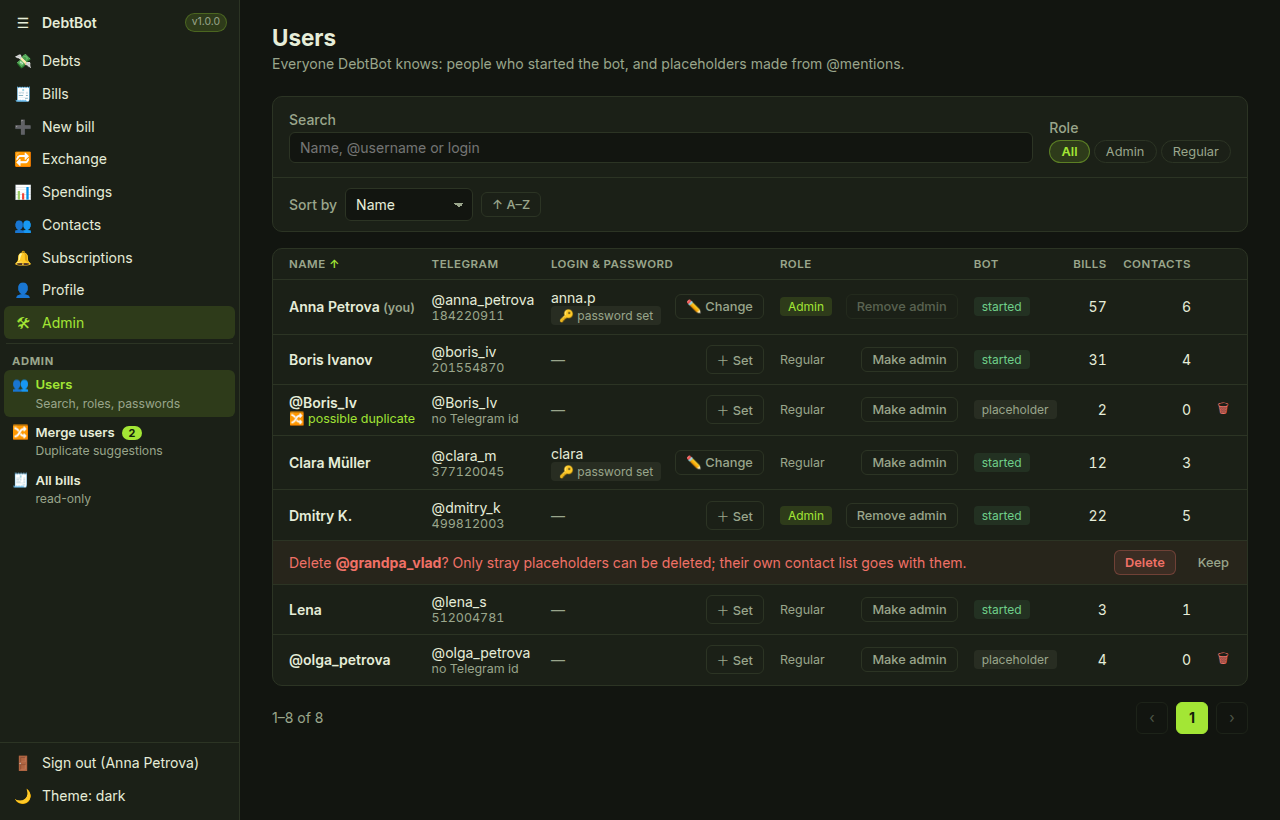 ☰ DebtBot v1.0.0
💸 Debts
🧾 Bills
➕ New bill
🔁 Exchange
📊 Spendings
👥 Contacts
🔔 Subscriptions
👤 Profile
🛠 Admin
ADMIN
👥 Users
Search, roles, passwords
🔀 Merge users 2
Duplicate suggestions
🧾 All bills
read-only
🚪 Sign out (Anna Petrova)
🌙 Theme: dark
Users
Everyone DebtBot knows: people who started the bot, and placeholders made from @mentions.
Search
Name, @username or login
Role
All Admin Regular
Sort by Name ↑ A–Z
NAME ↑ TELEGRAM LOGIN & PASSWORD ROLE BOT BILLS CONTACTS
Anna Petrova (you) @anna_petrova anna.p ✏️ Change Admin Remove admin started 57 6
184220911 🔑 password set
Boris Ivanov @boris_iv — + Set Regular Make admin started 31 4
201554870
@Boris_Iv @Boris_Iv — + Set Regular Make admin placeholder 2 0 🗑
🔀 possible duplicate no Telegram id
Clara Müller @clara_m clara ✏️ Change Regular Make admin started 12 3
377120045 🔑 password set
Dmitry K. @dmitry_k — + Set Admin Remove admin started 22 5
499812003
Delete @grandpa_vlad? Only stray placeholders can be deleted; their own contact list goes with them. Delete Keep
Lena @lena_s — + Set Regular Make admin started 3 1
512004781
@olga_petrova @olga_petrova — + Set Regular Make admin placeholder 4 0 🗑
no Telegram id
1–8 of 8 ‹ 1 ›